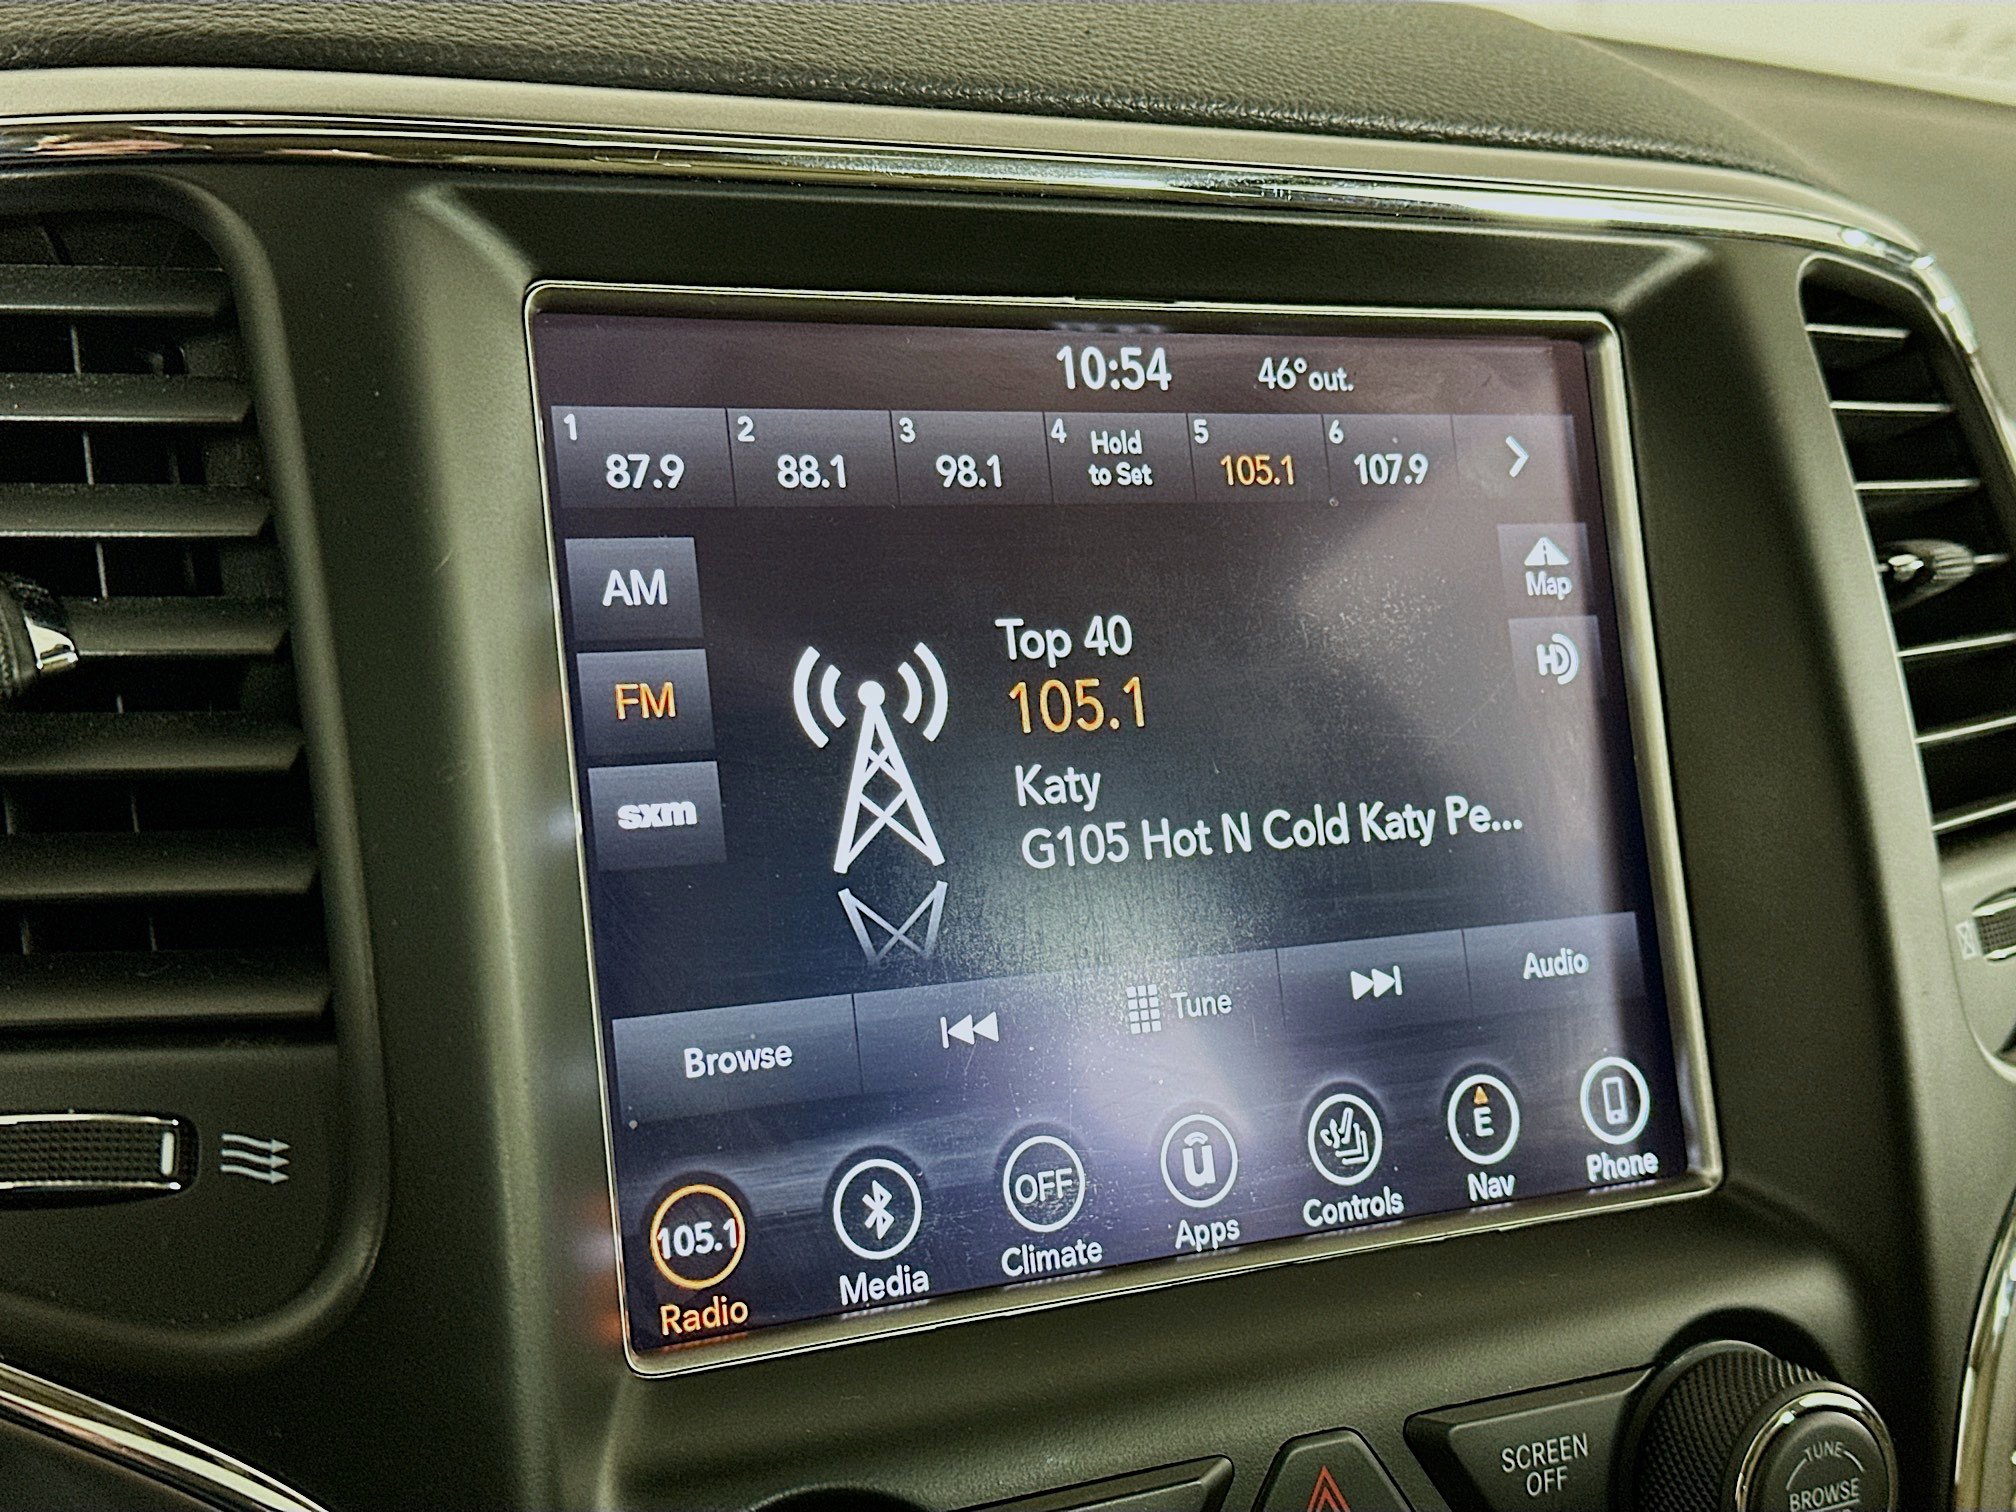 10:54 46° out.
1 87.9
2 88.1
3 98.1
4 Hold to Set
5 105.1
6 107.9
AM
Map
Top 40
HD
FM
105.1
Katy
sxm
G105 Hot N Cold Katy Pe...
Browse
Tune
Audio
105.1
OFF
u
E
Radio
Media
Climate
Apps
Controls
Nav
Phone
SCREEN
OFF
TUNE
BROWSE